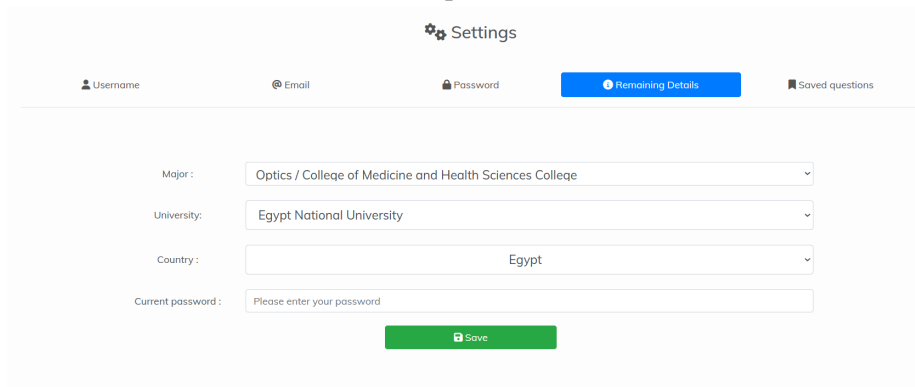 Settings
Username
Email
Password
Remaining Details
Saved questions
Major :
Optics / College of Medicine and Health Sciences College
University:
Egypt National University
Country :
Egypt
Current password :
Please enter your password
Save